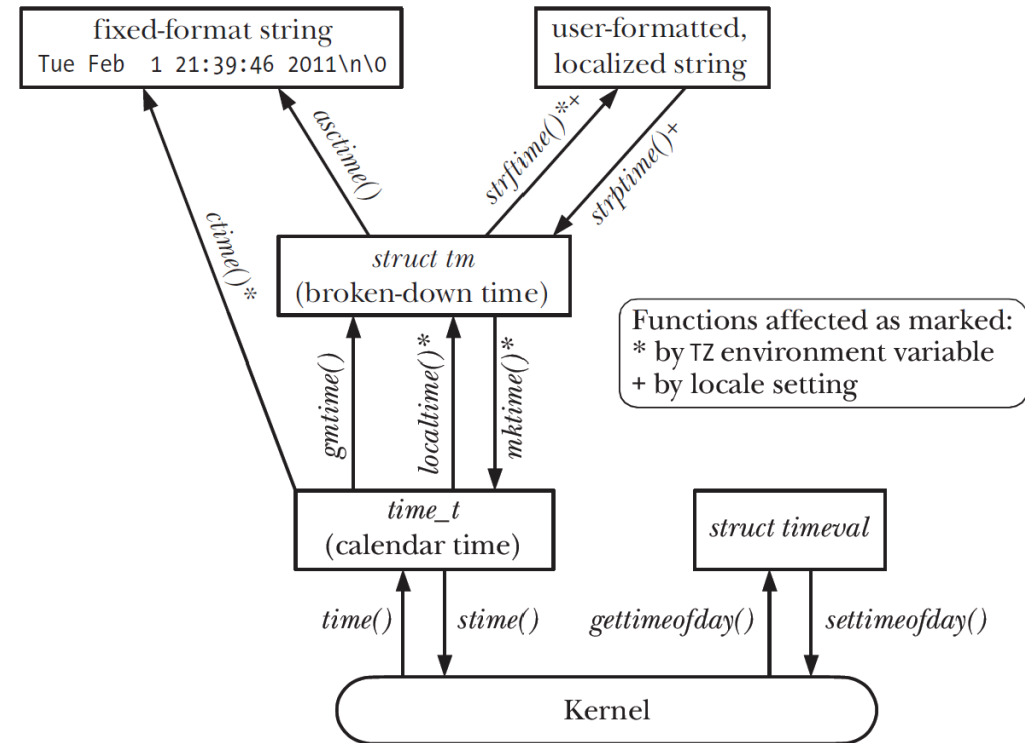 fixed-format string
Tue Feb  1 21:39:46 2011\n\0
user-formatted,
localized string
asctime()
strftime()*+
strptime()+
ctime()*
struct tm
(broken-down time)
Functions affected as marked:
* by TZ environment variable
+ by locale setting
gmtime()
localtime()*
mktime()*
time_t
(calendar time)
struct timeval
time()
stime()
gettimeofday()
settimeofday()
Kernel